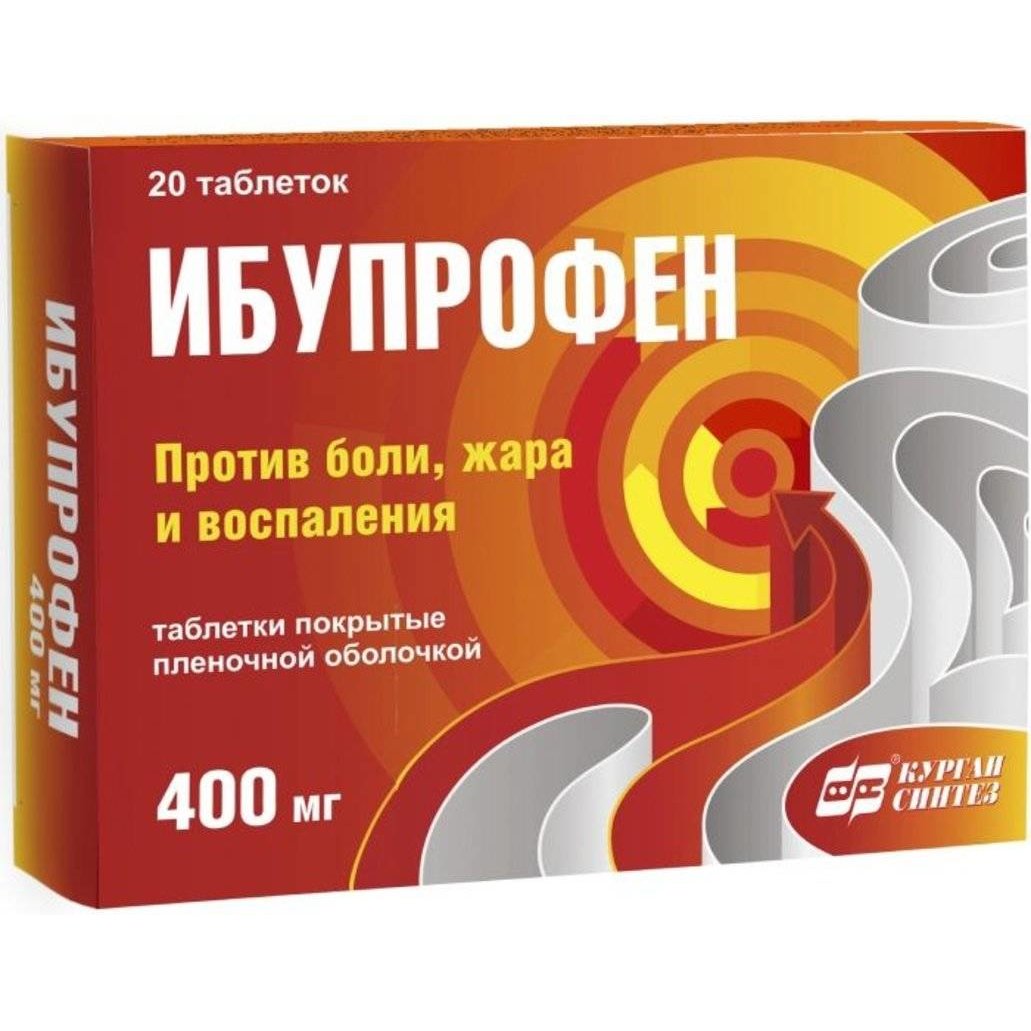 20 таблеток
ИБУПРОФЕН
Против боли, жара
и воспаления
таблетки покрытые
пленочной оболочкой
400 мг
ИБУПРОФЕН
400 мг
® КУРГАН
СИНТЕЗ